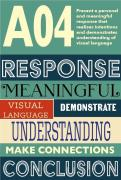 A04
Present a personal and
meaningful response
that realises intentions
and demonstrates
understanding of
visual language
RESPONSE
MEANINGFUL
VISUAL
LANGUAGE
DEMONSTRATE
UNDERSTANDING
MAKE CONNECTIONS
CONCLUSION